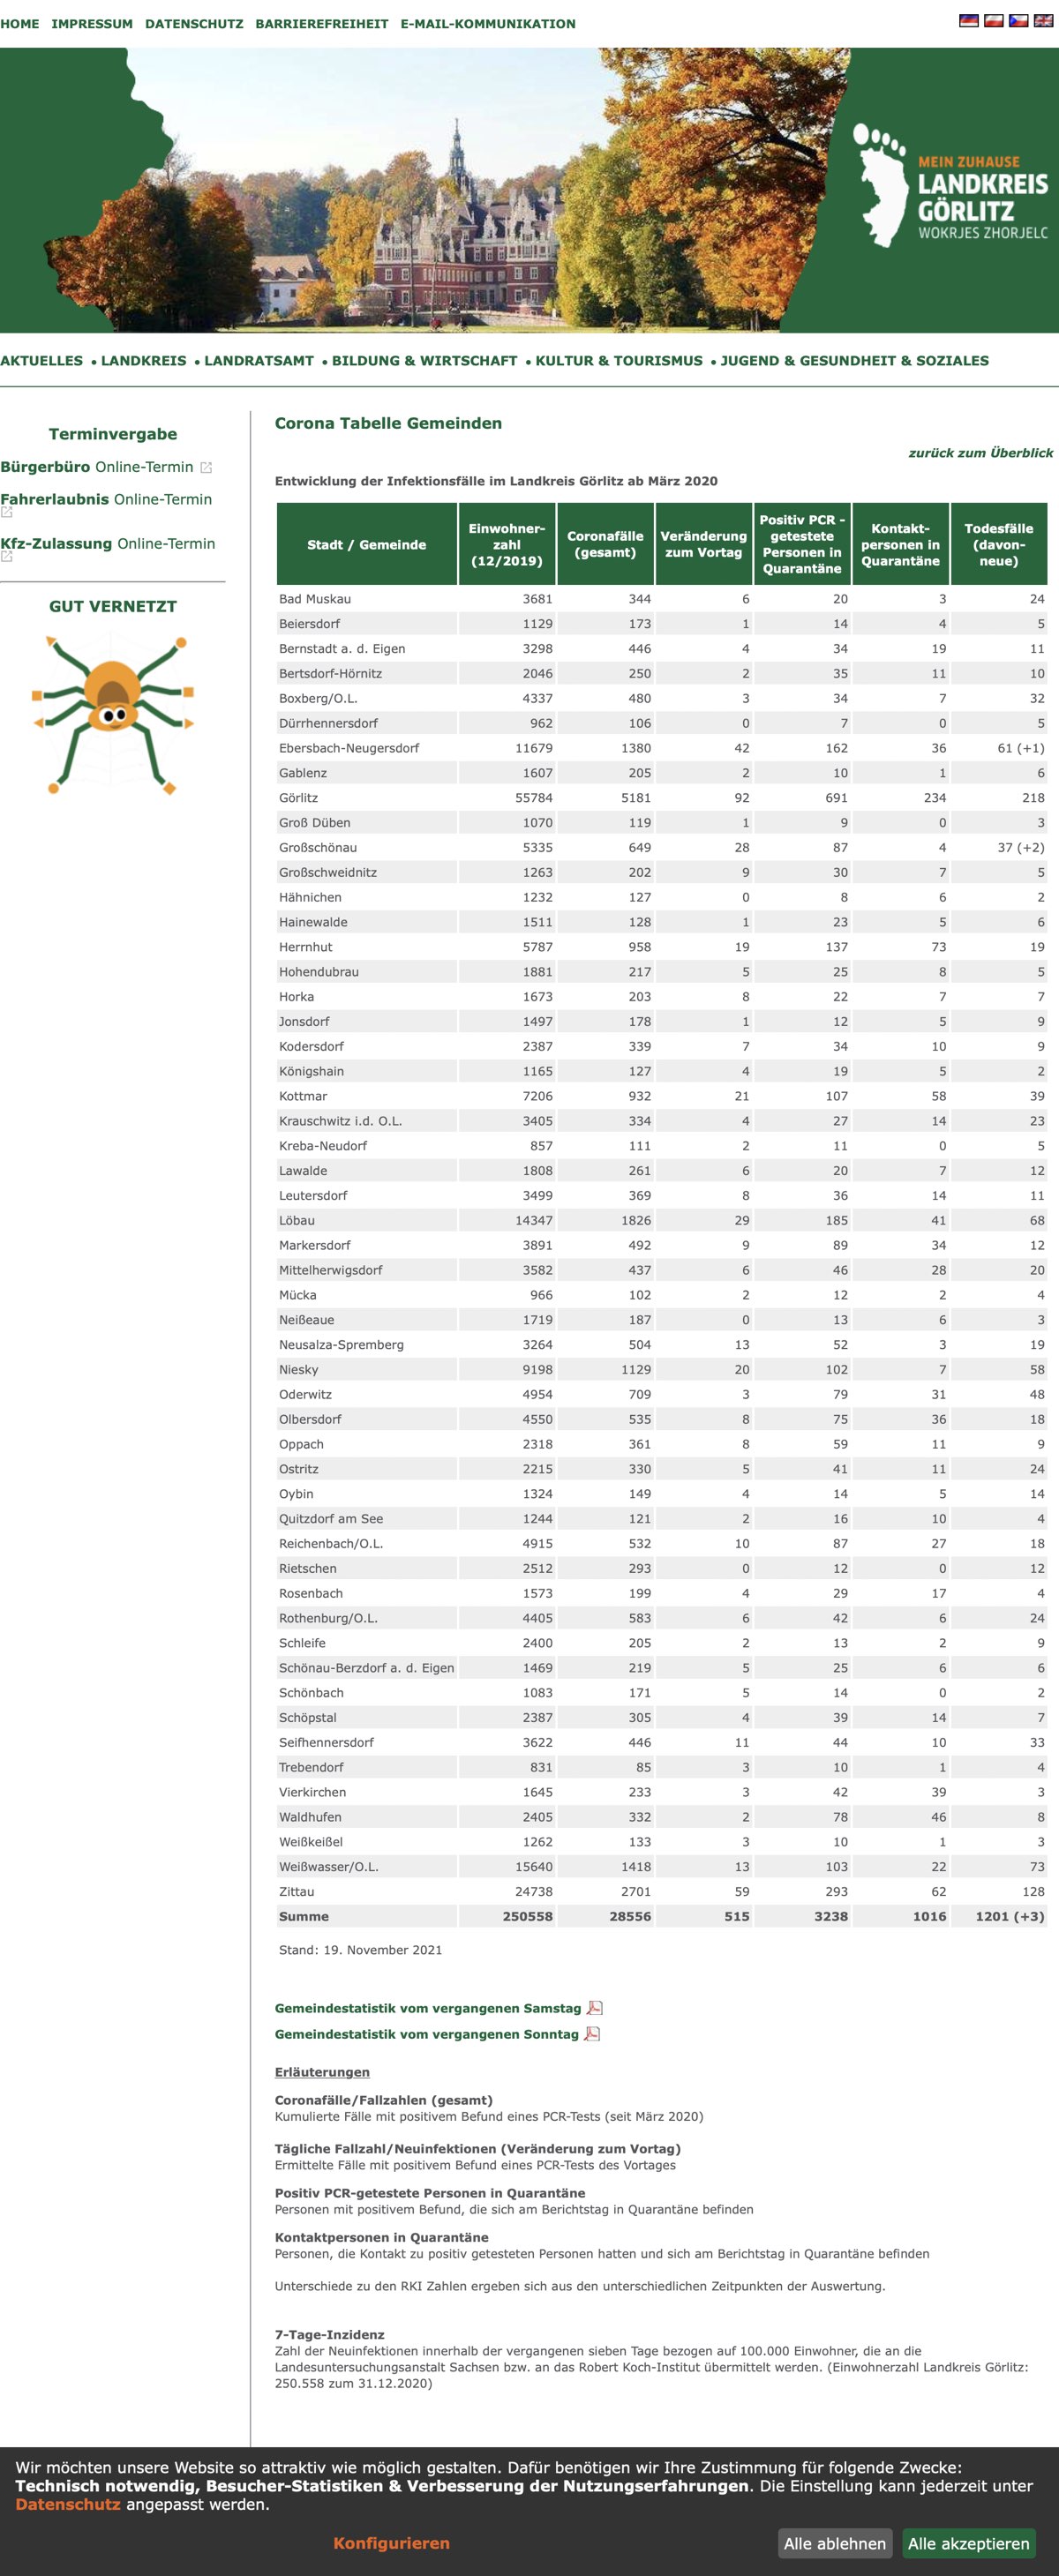 HOME IMPRESSUM DATENSCHUTZ BARRIEREFREIHEIT E-MAIL-KOMMUNIKATION
MEIN ZUHAUSE
LANDKREIS
GÖRLITZ
WOKRJES ZHORJELC
AKTUELLES • LANDKREIS • LANDRATSAMT • BILDUNG & WIRTSCHAFT • KULTUR & TOURISMUS • JUGEND & GESUNDHEIT & SOZIALES
Terminvergabe
Bürgerbüro Online-Termin
Fahrerlaubnis Online-Termin
Kfz-Zulassung Online-Termin
GUT VERNETZT
Corona Tabelle Gemeinden
zurück zum Überblick
Entwicklung der Infektionsfälle im Landkreis Görlitz ab März 2020
Stadt / Gemeinde Einwohner-zahl (12/2019) Coronafälle (gesamt) Veränderung zum Vortag Positiv PCR - getestete Personen in Quarantäne Kontakt-personen in Quarantäne Todesfälle (davon-neue)
Bad Muskau 3681 344 6 20 3 24
Beiersdorf 1129 173 1 14 4 5
Bernstadt a. d. Eigen 3298 446 4 34 19 11
Bertsdorf-Hörnitz 2046 250 2 35 11 10
Boxberg/O.L. 4337 480 3 34 7 32
Dürrhennersdorf 962 106 0 7 0 5
Ebersbach-Neugersdorf 11679 1380 42 162 36 61 (+1)
Gablenz 1607 205 2 10 1 6
Görlitz 55784 5181 92 691 234 218
Groß Düben 1070 119 1 9 0 3
Großschönau 5335 649 28 87 4 37 (+2)
Großschweidnitz 1263 202 9 30 7 5
Hähnichen 1232 127 0 8 6 2
Hainewalde 1511 128 1 23 5 6
Herrnhut 5787 958 19 137 73 19
Hohendubrau 1881 217 5 25 8 5
Horka 1673 203 8 22 7 7
Jonsdorf 1497 178 1 12 5 9
Kodersdorf 2387 339 7 34 10 9
Königshain 1165 127 4 19 5 2
Kottmar 7206 932 21 107 58 39
Krauschwitz i.d. O.L. 3405 334 4 27 14 23
Kreba-Neudorf 857 111 2 11 0 5
Lawalde 1808 261 6 20 7 12
Leutersdorf 3499 369 8 36 14 11
Löbau 14347 1826 29 185 41 68
Markersdorf 3891 492 9 89 34 12
Mittelherwigsdorf 3582 437 6 46 28 20
Mücka 966 102 2 12 2 4
Neißeaue 1719 187 0 13 6 3
Neusalza-Spremberg 3264 504 13 52 3 19
Niesky 9198 1129 20 102 7 58
Oderwitz 4954 709 3 79 31 48
Olbersdorf 4550 535 8 75 36 18
Oppach 2318 361 8 59 11 9
Ostritz 2215 330 5 41 11 24
Oybin 1324 149 4 14 5 14
Quitzdorf am See 1244 121 2 16 10 4
Reichenbach/O.L. 4915 532 10 87 27 18
Rietschen 2512 293 0 12 0 12
Rosenbach 1573 199 4 29 17 4
Rothenburg/O.L. 4405 583 6 42 6 24
Schleife 2400 205 2 13 2 9
Schönau-Berzdorf a. d. Eigen 1469 219 5 25 6 6
Schönbach 1083 171 5 14 0 2
Schöpstal 2387 305 4 39 14 7
Seifhennersdorf 3622 446 11 44 10 33
Trebendorf 831 85 3 10 1 4
Vierkirchen 1645 233 3 42 39 3
Waldhufen 2405 332 2 78 46 8
Weißkeißel 1262 133 3 10 1 3
Weißwasser/O.L. 15640 1418 13 103 22 73
Zittau 24738 2701 59 293 62 128
Summe 250558 28556 515 3238 1016 1201 (+3)
Stand: 19. November 2021
Gemeindestatistik vom vergangenen Samstag
Gemeindestatistik vom vergangenen Sonntag
Erläuterungen
Coronafälle/Fallzahlen (gesamt)
Kumulierte Fälle mit positivem Befund eines PCR-Tests (seit März 2020)
Tägliche Fallzahl/Neuinfektionen (Veränderung zum Vortag)
Ermittelte Fälle mit positivem Befund eines PCR-Tests des Vortages
Positiv PCR-getestete Personen in Quarantäne
Personen mit positivem Befund, die sich am Berichtstag in Quarantäne befinden
Kontaktpersonen in Quarantäne
Personen, die Kontakt zu positiv getesteten Personen hatten und sich am Berichtstag in Quarantäne befinden
Unterschiede zu den RKI Zahlen ergeben sich aus den unterschiedlichen Zeitpunkten der Auswertung.
7-Tage-Inzidenz
Zahl der Neuinfektionen innerhalb der vergangenen sieben Tage bezogen auf 100.000 Einwohner, die an die
Landesuntersuchungsanstalt Sachsen bzw. an das Robert Koch-Institut übermittelt werden. (Einwohnerzahl Landkreis Görlitz:
250.558 zum 31.12.2020)
Wir möchten unsere Website so attraktiv wie möglich gestalten. Dafür benötigen wir Ihre Zustimmung für folgende Zwecke:
Technisch notwendig, Besucher-Statistiken & Verbesserung der Nutzungserfahrungen. Die Einstellung kann jederzeit unter
Datenschutz angepasst werden.
Konfigurieren Alle ablehnen Alle akzeptieren